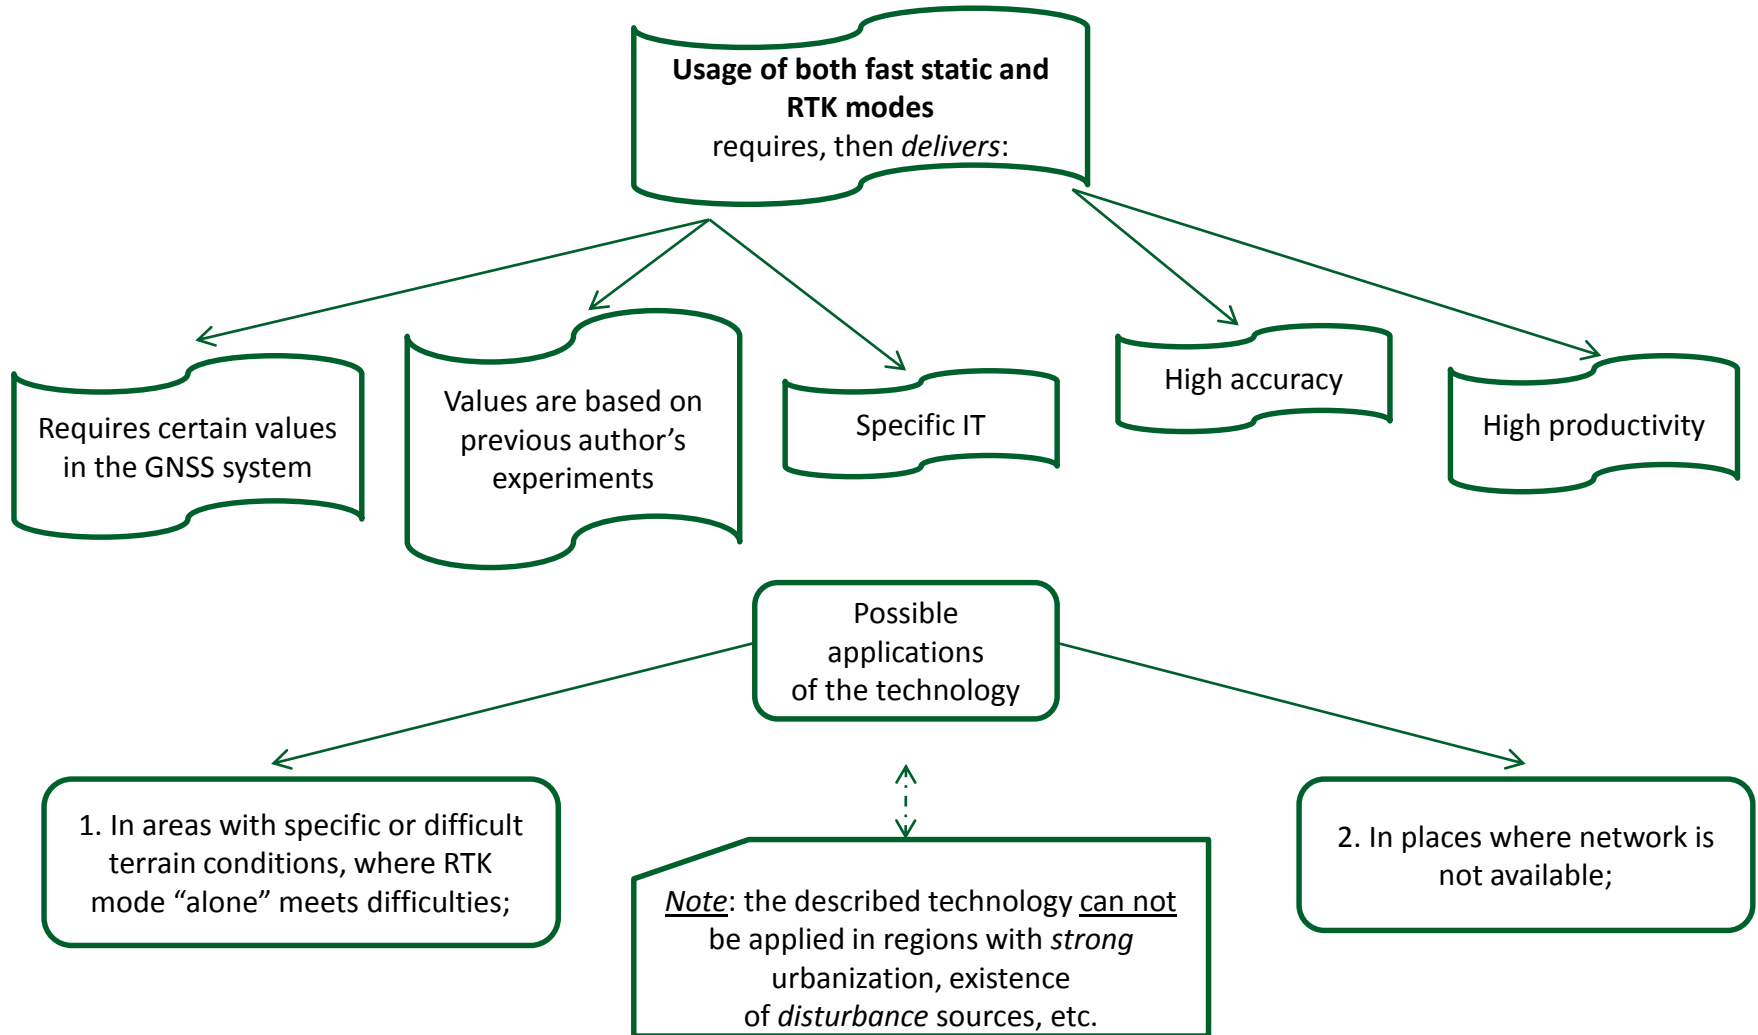 Usage of both fast static and
RTK modes
requires, then delivers:
Requires certain values
in the GNSS system
Values are based on
previous author’s
experiments
Specific IT
High accuracy
High productivity
Possible
applications
of the technology
1. In areas with specific or difficult
terrain conditions, where RTK
mode “alone” meets difficulties;
Note: the described technology can not
be applied in regions with strong
urbanization, existence
of disturbance sources, etc.
2. In places where network is
not available;